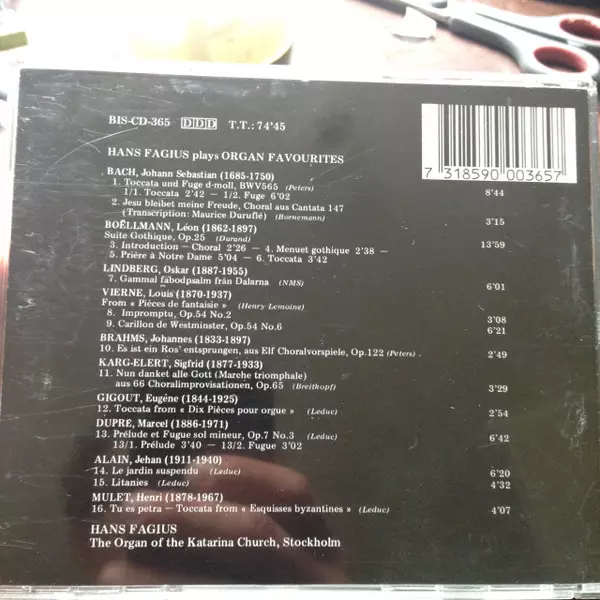 BIS-CD-365 DDD T.T.: 74'45
HANS FAGIUS plays ORGAN FAVOURITES
7 318590 003657
BACH, Johann Sebastian (1685-1750)
1. Toccata und Fuge d-moll, BWV565 (Peters) 8'44
1/1. Toccata 2'42 – 1/2. Fuge 6'02
2. Jesu bleibet meine Freude, Choral aus Cantata 147
(Transcription: Maurice Duruflé) (Bornemann) 3'15
BOËLLMANN, Léon (1862-1897)
Suite Gothique, Op.25 (Durand) 13'59
3. Introduction – Choral 2'26 – 4. Menuet gothique 2'38 –
5. Prière à Notre Dame 5'04 – 6. Toccata 3'42
LINDBERG, Oskar (1887-1955)
7. Gammal fäbodpsalm från Dalarna (NMS) 6'01
VIERNE, Louis (1870-1937)
From « Pièces de fantaisie » (Henry Lemoine)
8. Impromptu, Op.54 No.2 3'08
9. Carillon de Westminster, Op.54 No.6 6'21
BRAHMS, Johannes (1833-1897)
10. Es ist ein Ros' entsprungen, aus Elf Choralvorspiele, Op.122 (Peters) . 2'49
KARG-ELERT, Sigfrid (1877-1933)
11. Nun danket alle Gott (Marche triomphale)
aus 66 Choralimprovisationen, Op.65 (Breitkopf) 3'29
GIGOUT, Eugène (1844-1925)
12. Toccata from « Dix Pièces pour orgue » (Leduc) 2'54
DUPRÉ, Marcel (1886-1971)
13. Prélude et Fugue sol mineur, Op.7 No.3 (Leduc) 6'42
13/1. Prélude 3'40 – 13/2. Fugue 3'02
ALAIN, Jehan (1911-1940)
14. Le jardin suspendu (Leduc) 6'20
15. Litanies (Leduc) 4'32
MULET, Henri (1878-1967)
16. Tu es petra – Toccata from « Esquisses byzantines » (Leduc) 4'07
HANS FAGIUS
The Organ of the Katarina Church, Stockholm